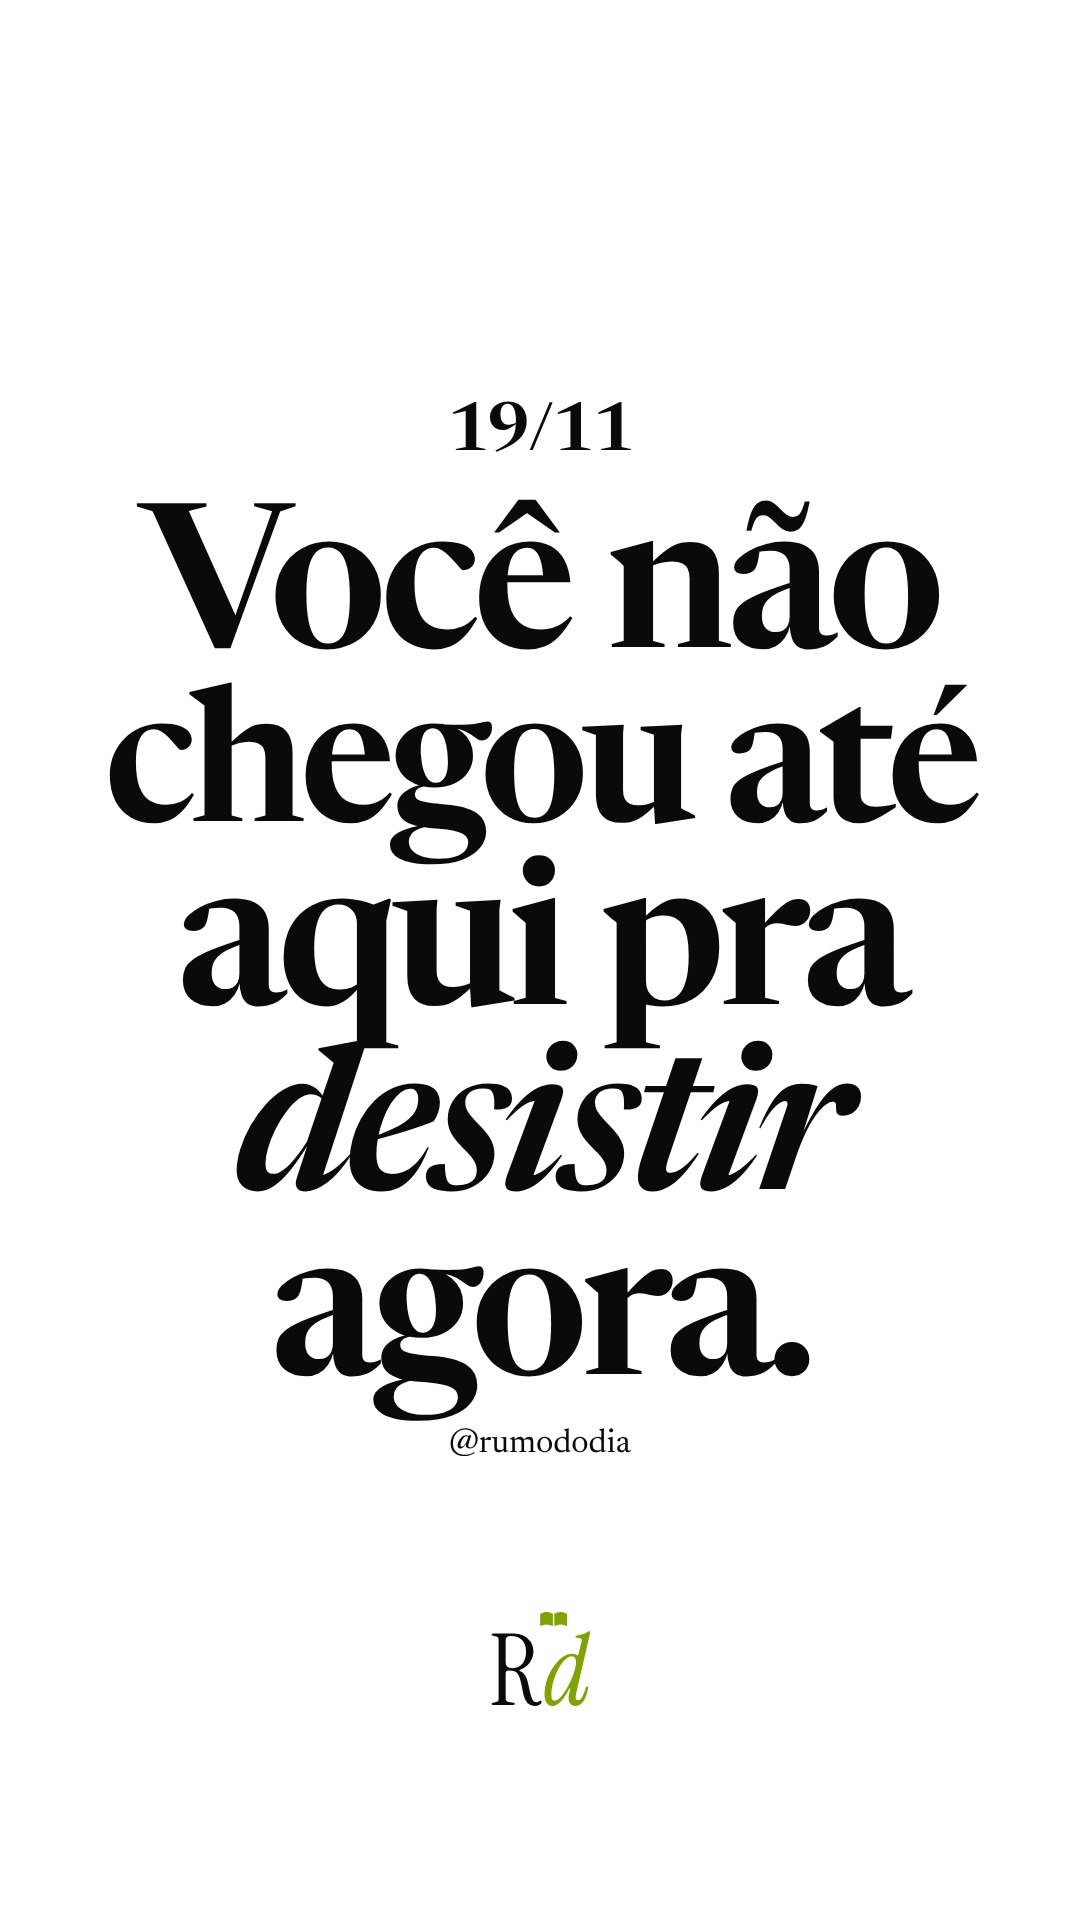 19/11
Você não
chegou até
aqui pra
desistir
agora.
@rumododia
Rd